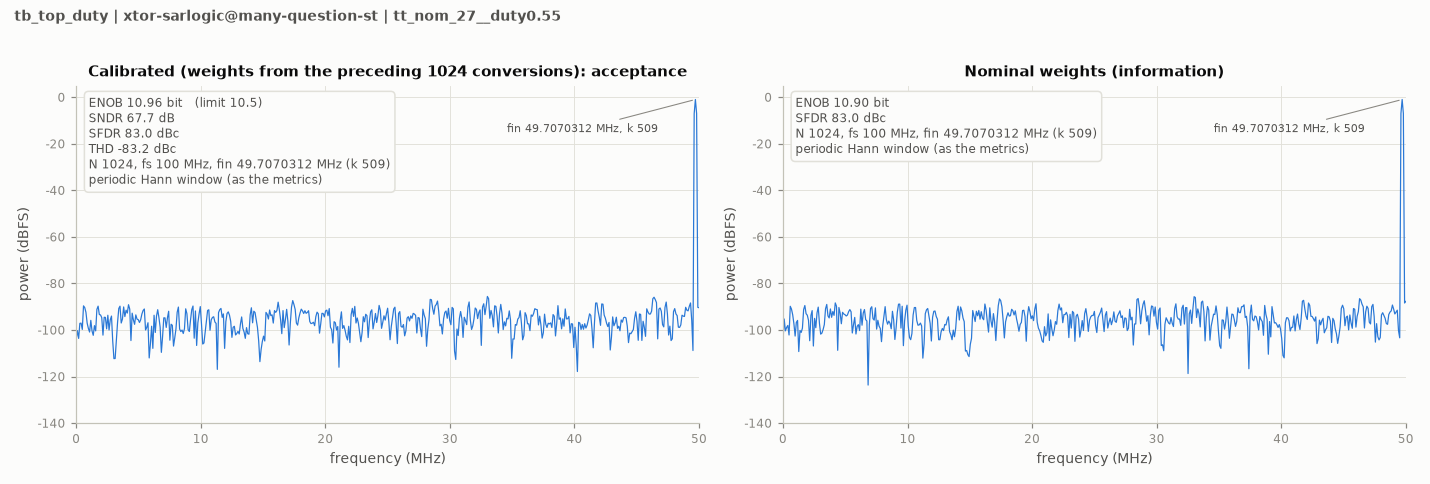 tb_top_duty | xtor-sarlogic@many-question-st | tt_nom_27__duty0.55
Calibrated (weights from the preceding 1024 conversions): acceptance
ENOB 10.96 bit   (limit 10.5)
SNDR 67.7 dB
SFDR 83.0 dBc
THD -83.2 dBc
N 1024, fs 100 MHz, fin 49.7070312 MHz (k 509)
periodic Hann window (as the metrics)
fin 49.7070312 MHz, k 509
power (dBFS)
0
-20
-40
-60
-80
-100
-120
-140
0 10 20 30 40 50
frequency (MHz)
Nominal weights (information)
ENOB 10.90 bit
SFDR 83.0 dBc
N 1024, fs 100 MHz, fin 49.7070312 MHz (k 509)
periodic Hann window (as the metrics)
fin 49.7070312 MHz, k 509
power (dBFS)
0
-20
-40
-60
-80
-100
-120
-140
0 10 20 30 40 50
frequency (MHz)